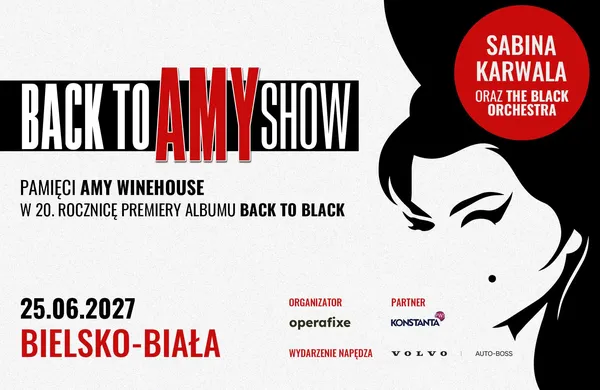 SABINA
KARWALA
ORAZ THE BLACK
ORCHESTRA
BACK TO AMY SHOW
PAMIĘCI AMY WINEHOUSE
W 20. ROCZNICĘ PREMIERY ALBUMU BACK TO BLACK
25.06.2027
BIELSKO-BIAŁA
ORGANIZATOR
operafixe
PARTNER
KONSTANTA
WYDARZENIE NAPĘDZA
VOLVO | AUTO-BOSS